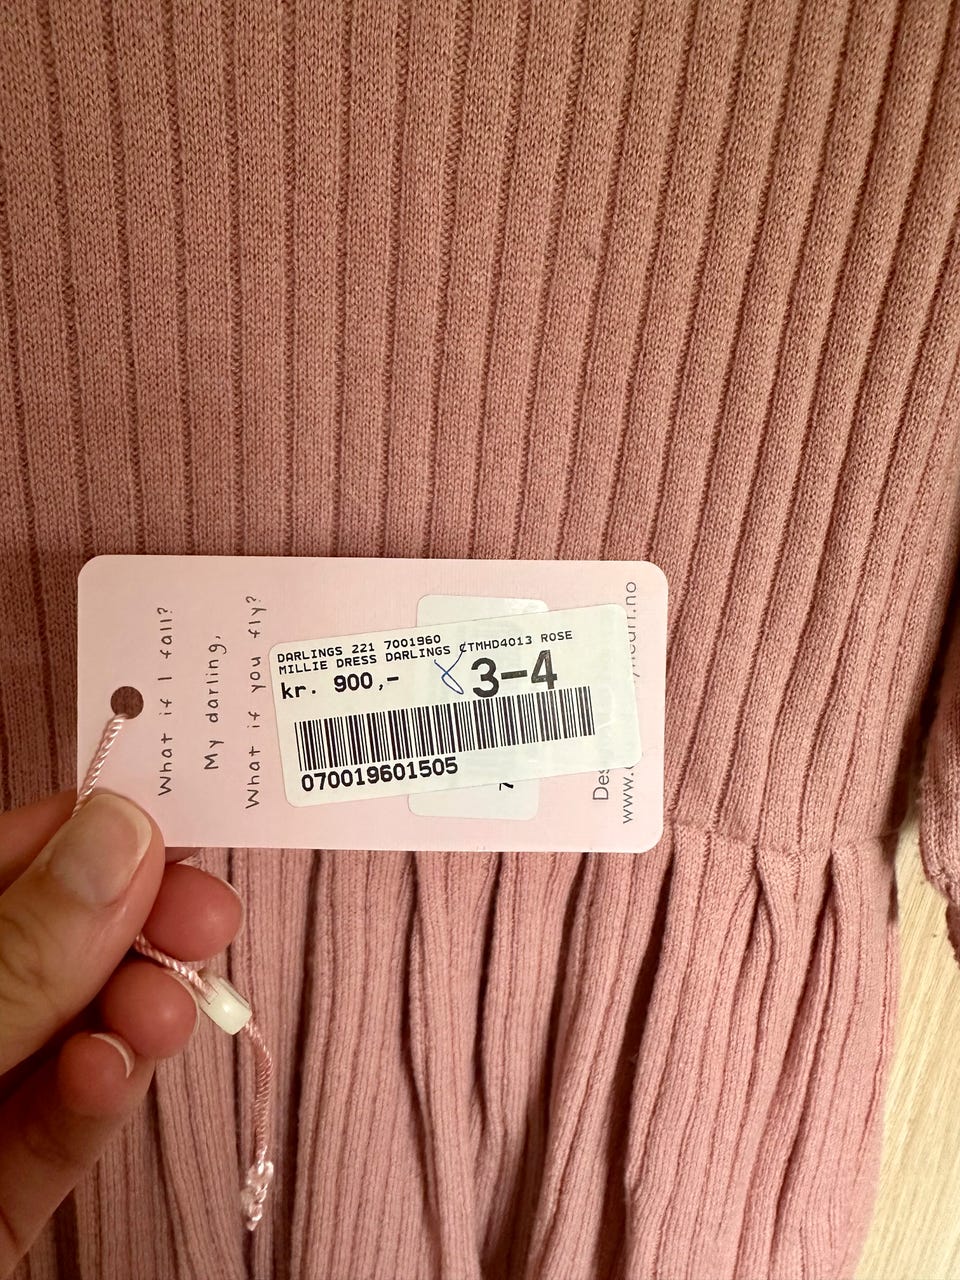 What if I fall?
My darling,
What if you fly?
DARLINGS 221 7001960
MILLIE DRESS DARLINGS CTMHD4013 ROSE
kr. 900,-
3-4
070019601505